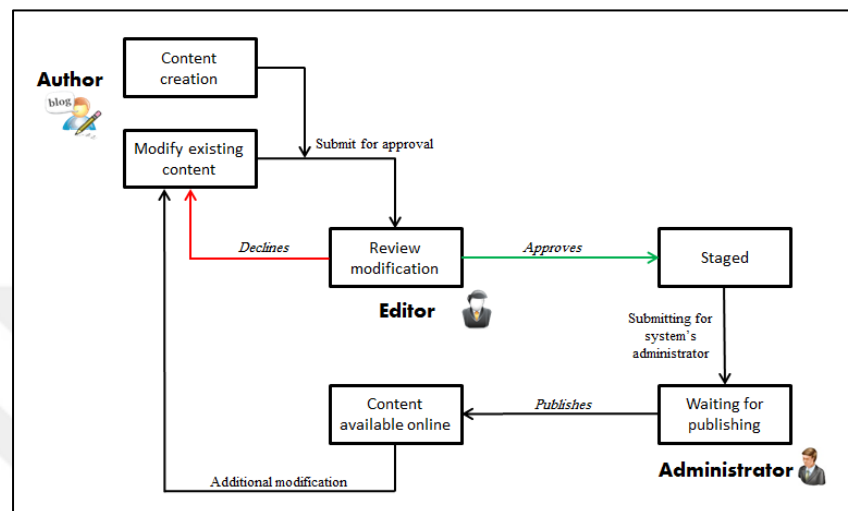 Content
creation
Author
blog
Modify existing
content
Submit for approval
Declines
Review
modification
Approves
Staged
Editor
Submitting for
system's
administrator
Content
available online
Publishes
Waiting for
publishing
Administrator
Additional modification